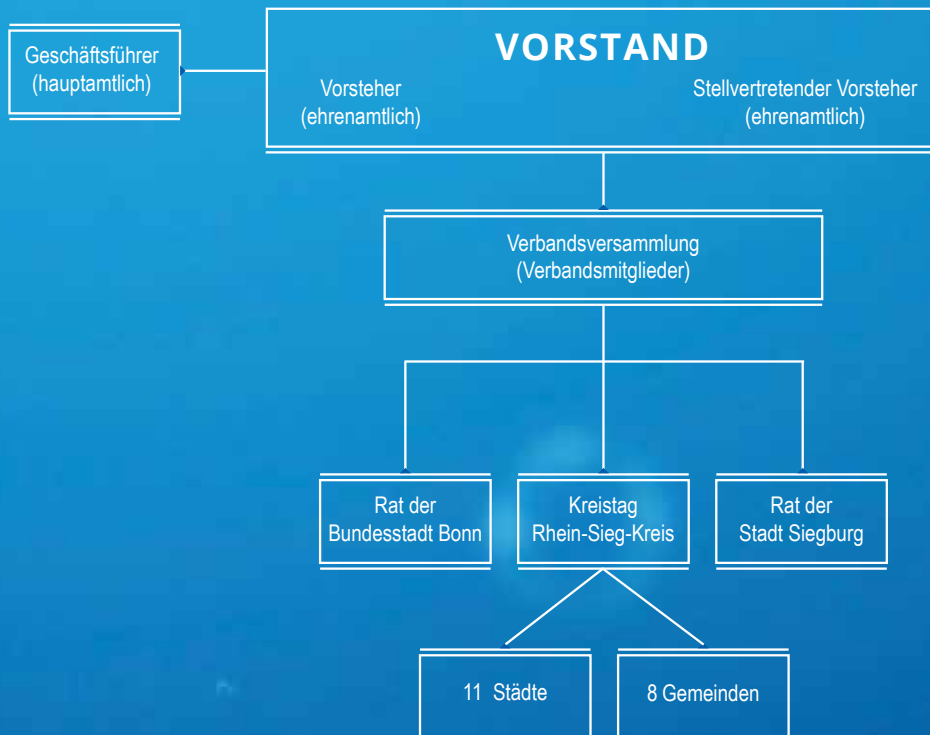 Geschäftsführer
(hauptamtlich)
VORSTAND
Vorsteher
(ehrenamtlich)
Stellvertretender Vorsteher
(ehrenamtlich)
Verbandsversammlung
(Verbandsmitglieder)
Rat der
Bundesstadt Bonn
Kreistag
Rhein-Sieg-Kreis
Rat der
Stadt Siegburg
11 Städte
8 Gemeinden